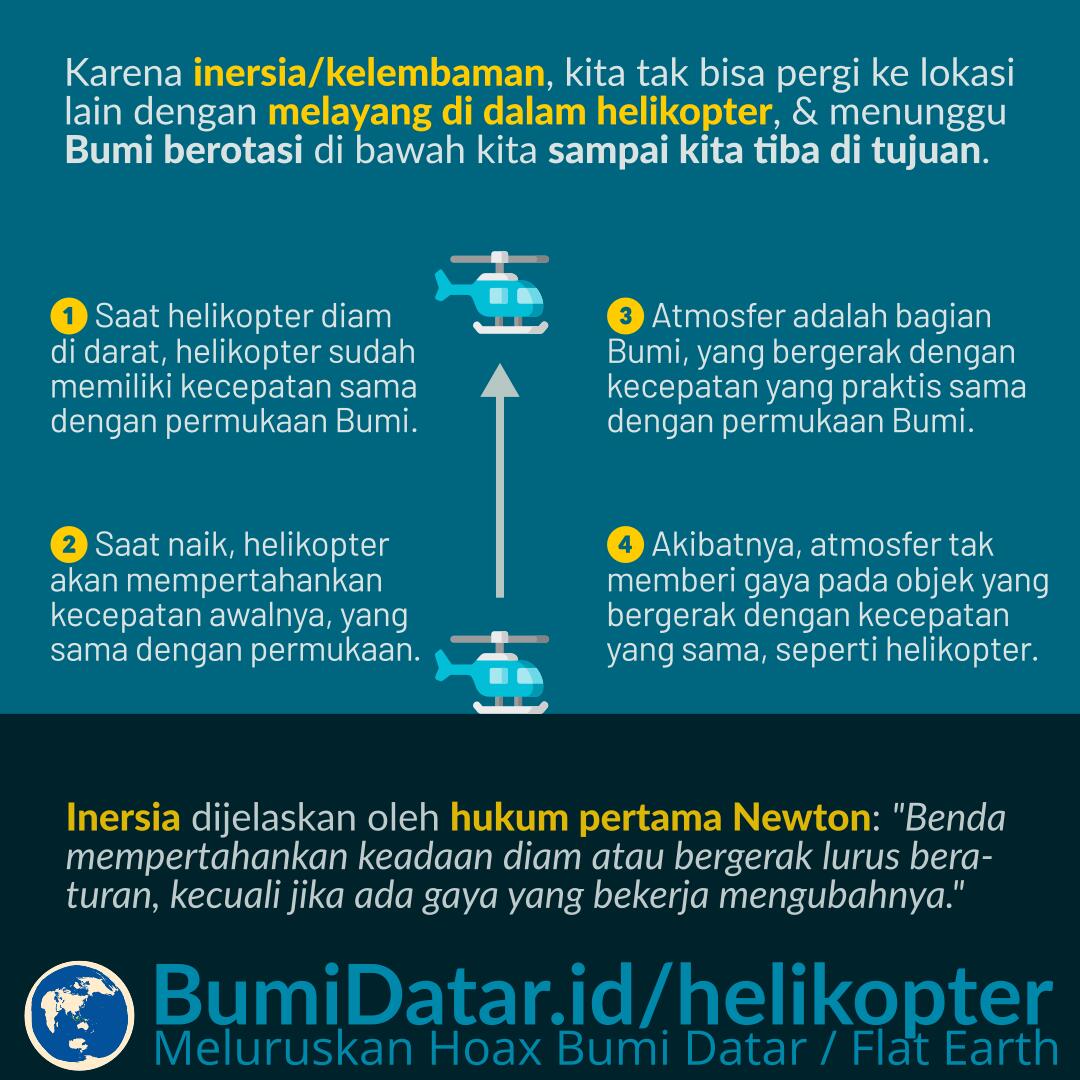 Karena inersia/kelembaman, kita tak bisa pergi ke lokasi
lain dengan melayang di dalam helikopter, & menunggu
Bumi berotasi di bawah kita sampai kita tiba di tujuan.
1 Saat helikopter diam
di darat, helikopter sudah
memiliki kecepatan sama
dengan permukaan Bumi.
2 Saat naik, helikopter
akan mempertahankan
kecepatan awalnya, yang
sama dengan permukaan.
3 Atmosfer adalah bagian
Bumi, yang bergerak dengan
kecepatan yang praktis sama
dengan permukaan Bumi.
4 Akibatnya, atmosfer tak
memberi gaya pada objek yang
bergerak dengan kecepatan
yang sama, seperti helikopter.
Inersia dijelaskan oleh hukum pertama Newton: "Benda
mempertahankan keadaan diam atau bergerak lurus bera-
turan, kecuali jika ada gaya yang bekerja mengubahnya."
BumiDatar.id/helikopter
Meluruskan Hoax Bumi Datar / Flat Earth